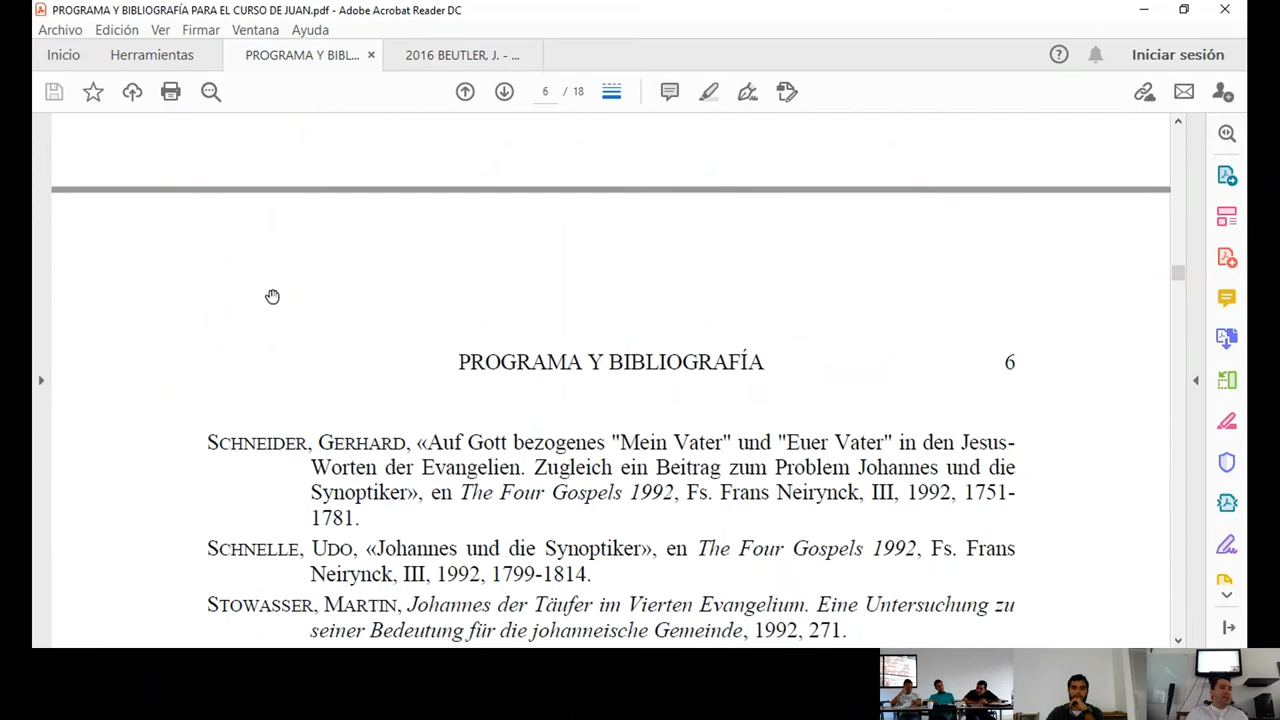 PROGRAMA Y BIBLIOGRAFÍA PARA EL CURSO DE JUAN.pdf - Adobe Acrobat Reader DC
Archivo Edición Ver Firmar Ventana Ayuda
Inicio Herramientas PROGRAMA Y BIBL... × 2016 BEUTLER, J. - ... Iniciar sesión
6 / 18
PROGRAMA Y BIBLIOGRAFÍA 6
SCHNEIDER, GERHARD, «Auf Gott bezogenes "Mein Vater" und "Euer Vater" in den Jesus-
Worten der Evangelien. Zugleich ein Beitrag zum Problem Johannes und die
Synoptiker», en The Four Gospels 1992, Fs. Frans Neirynck, III, 1992, 1751-
1781.
SCHNELLE, UDO, «Johannes und die Synoptiker», en The Four Gospels 1992, Fs. Frans
Neirynck, III, 1992, 1799-1814.
STOWASSER, MARTIN, Johannes der Täufer im Vierten Evangelium. Eine Untersuchung zu
seiner Bedeutung für die johanneische Gemeinde, 1992, 271.